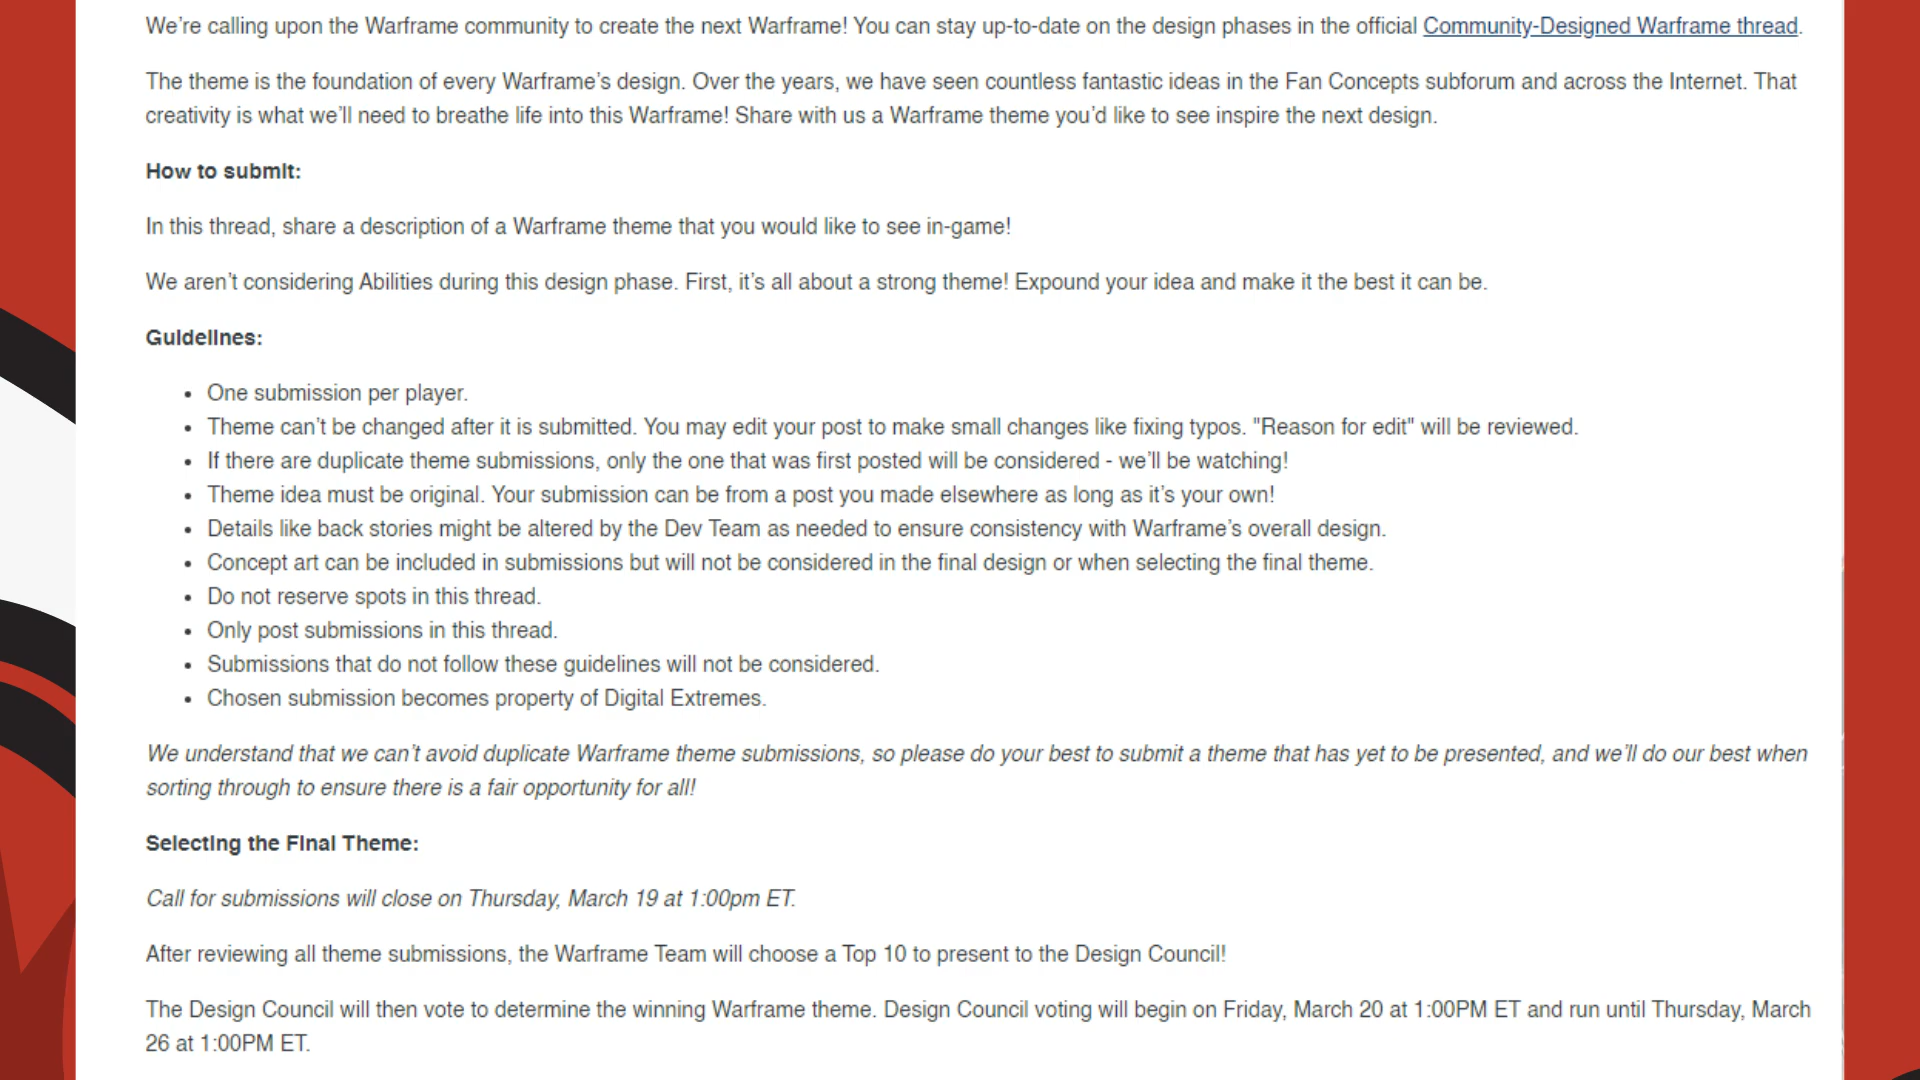 We’re calling upon the Warframe community to create the next Warframe! You can stay up-to-date on the design phases in the official Community-Designed Warframe thread.
The theme is the foundation of every Warframe’s design. Over the years, we have seen countless fantastic ideas in the Fan Concepts subforum and across the Internet. That
creativity is what we’ll need to breathe life into this Warframe! Share with us a Warframe theme you’d like to see inspire the next design.
How to submit:
In this thread, share a description of a Warframe theme that you would like to see in-game!
We aren’t considering Abilities during this design phase. First, it’s all about a strong theme! Expound your idea and make it the best it can be.
Guidelines:
• One submission per player.
• Theme can’t be changed after it is submitted. You may edit your post to make small changes like fixing typos. "Reason for edit" will be reviewed.
• If there are duplicate theme submissions, only the one that was first posted will be considered - we’ll be watching!
• Theme idea must be original. Your submission can be from a post you made elsewhere as long as it’s your own!
• Details like back stories might be altered by the Dev Team as needed to ensure consistency with Warframe’s overall design.
• Concept art can be included in submissions but will not be considered in the final design or when selecting the final theme.
• Do not reserve spots in this thread.
• Only post submissions in this thread.
• Submissions that do not follow these guidelines will not be considered.
• Chosen submission becomes property of Digital Extremes.
We understand that we can’t avoid duplicate Warframe theme submissions, so please do your best to submit a theme that has yet to be presented, and we’ll do our best when
sorting through to ensure there is a fair opportunity for all!
Selecting the Final Theme:
Call for submissions will close on Thursday, March 19 at 1:00pm ET.
After reviewing all theme submissions, the Warframe Team will choose a Top 10 to present to the Design Council!
The Design Council will then vote to determine the winning Warframe theme. Design Council voting will begin on Friday, March 20 at 1:00PM ET and run until Thursday, March
26 at 1:00PM ET.